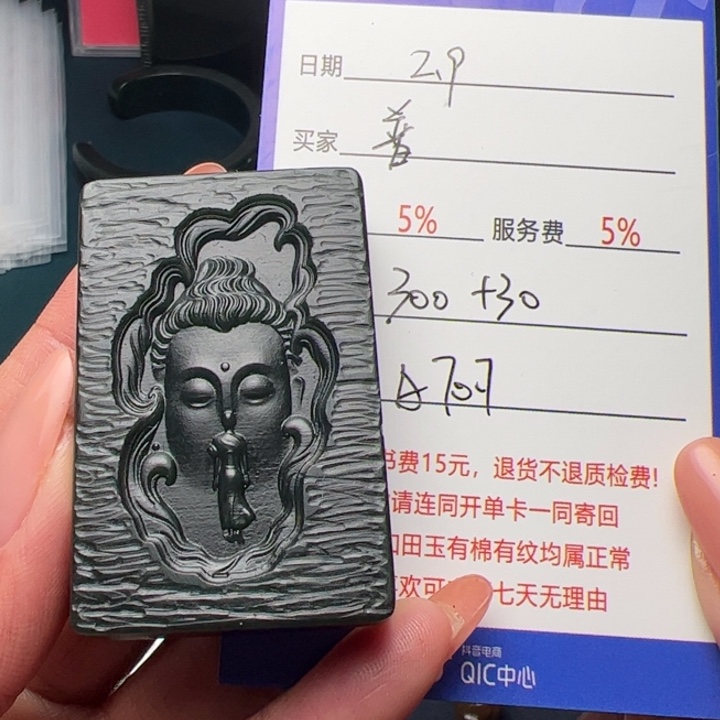 日期 2.9
买家 普
5% 服务费 5%
300 +30
A707
书费15元，退货不退质检费!
请连同开单卡一同寄回
和田玉有棉有纹均属正常
七天无理由
抖音电商
QIC中心